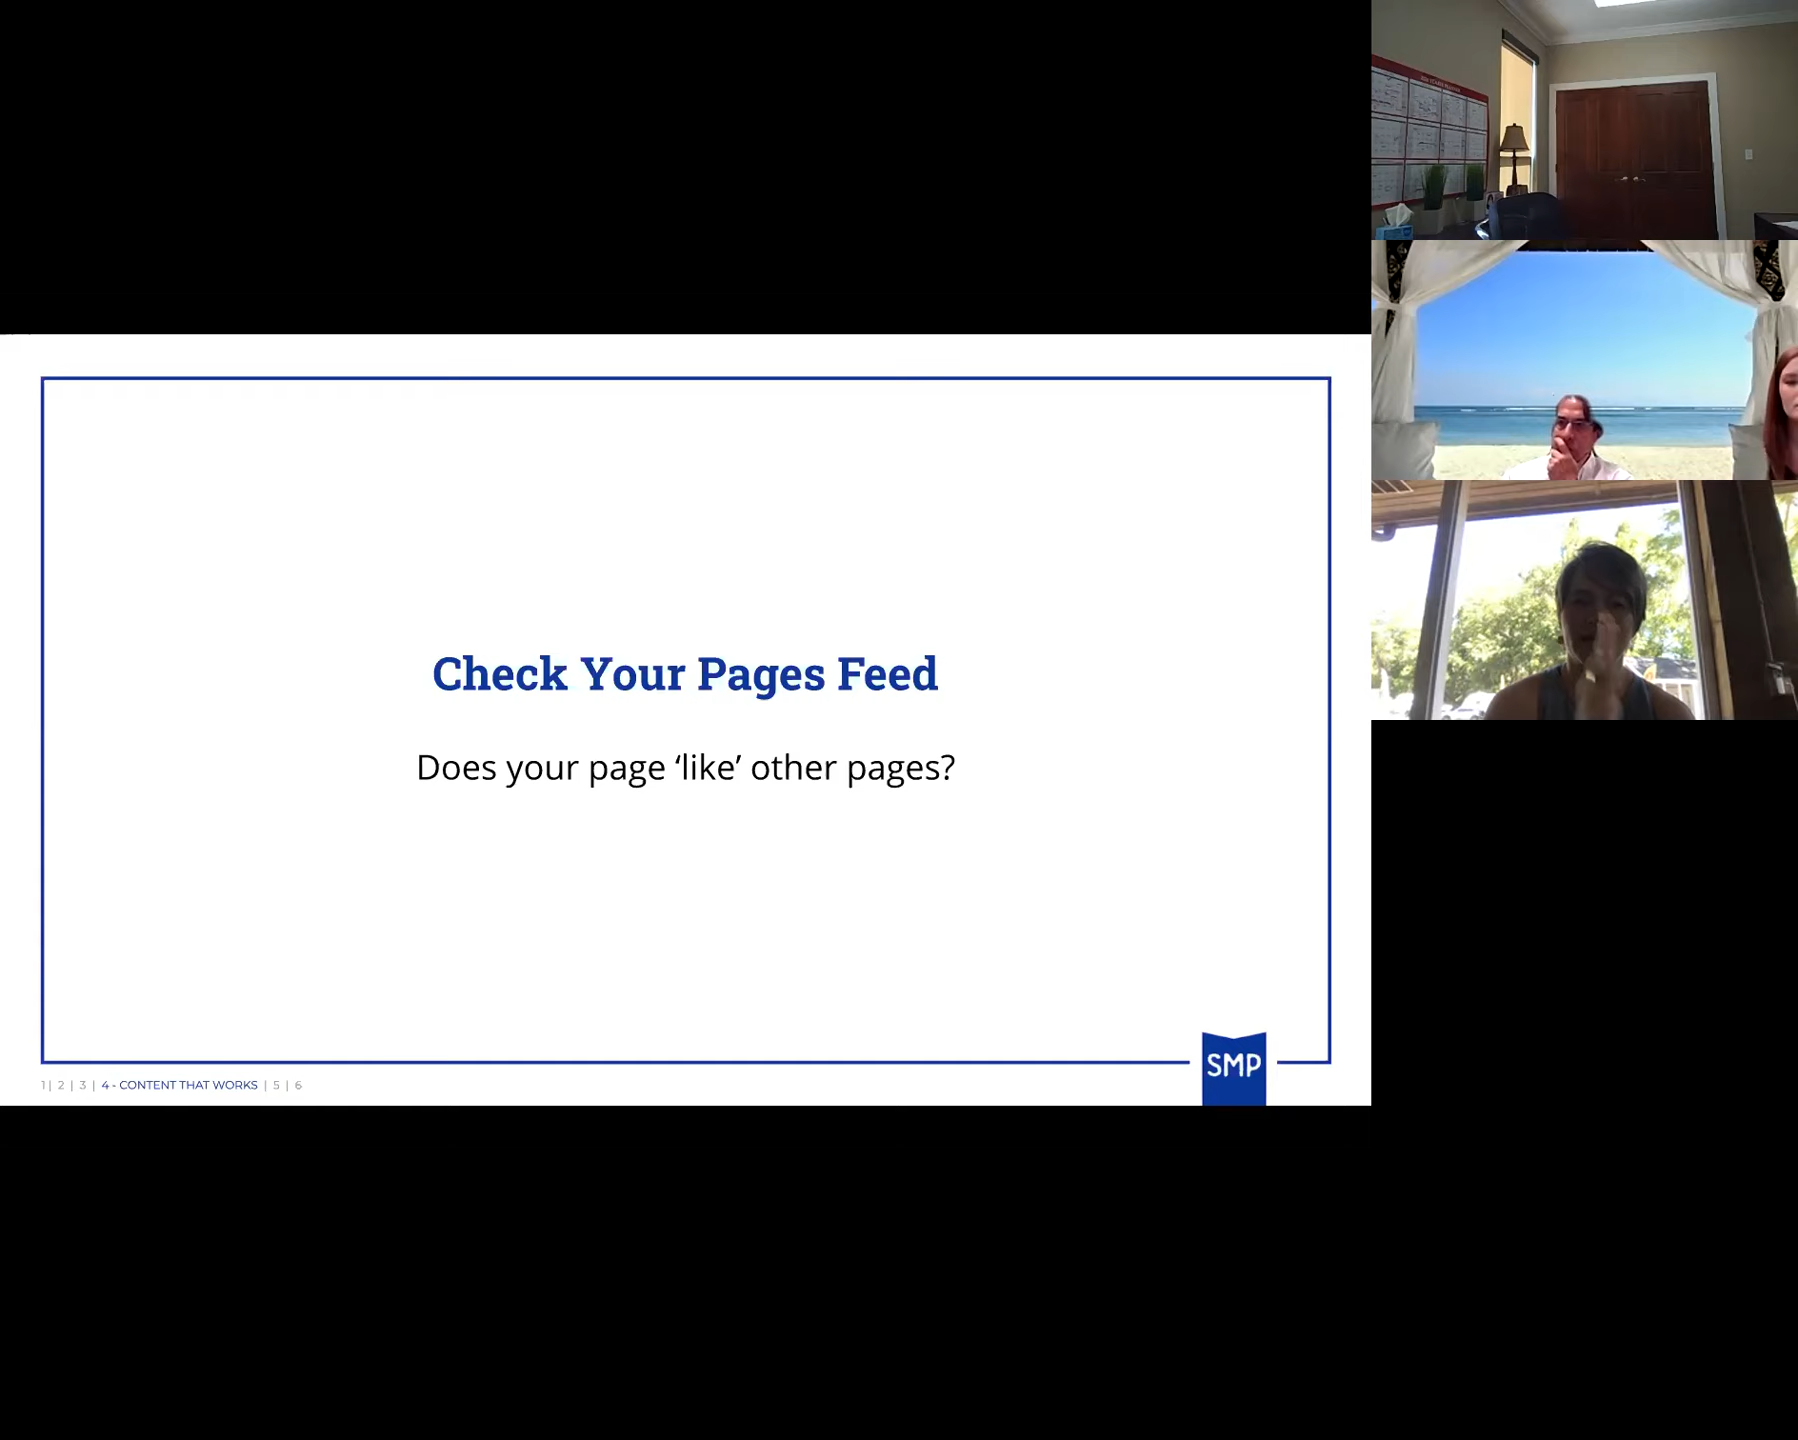 Check Your Pages Feed
Does your page ‘like’ other pages?
SMP
1 | 2 | 3 | 4 - CONTENT THAT WORKS | 5 | 6